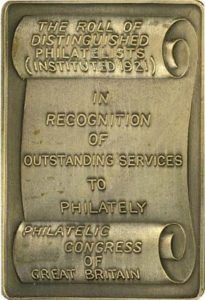 THE ROLL OF
DISTINGUISHED
PHILATELISTS
(INSTITUTED 1921)
IN
RECOGNITION
OF
OUTSTANDING SERVICES
TO
PHILATELY
PHILATELIC
CONGRESS
OF
GREAT BRITAIN